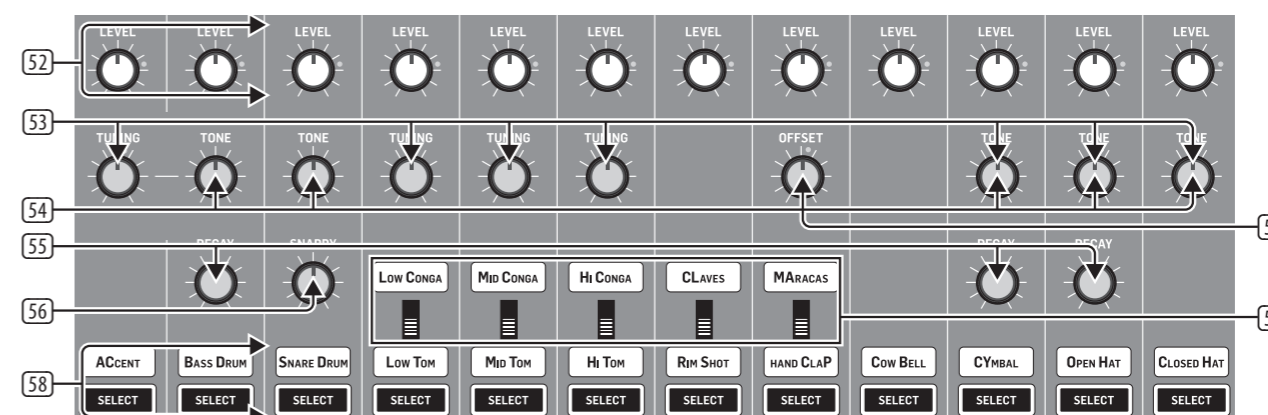 LEVEL LEVEL LEVEL LEVEL LEVEL LEVEL LEVEL LEVEL LEVEL LEVEL LEVEL LEVEL
52
53
TUNING TONE TONE TUNING TUNING TUNING OFFSET TONE TONE TONE
54
55
DECAY SNAPPY DECAY DECAY
LOW CONGA MID CONGA HI CONGA CLAVES MARACAS
56
ACCENT BASS DRUM SNARE DRUM LOW TOM MID TOM HI TOM RIM SHOT HAND CLAP COW BELL CYMBAL OPEN HAT CLOSED HAT
58
SELECT SELECT SELECT SELECT SELECT SELECT SELECT SELECT SELECT SELECT SELECT SELECT